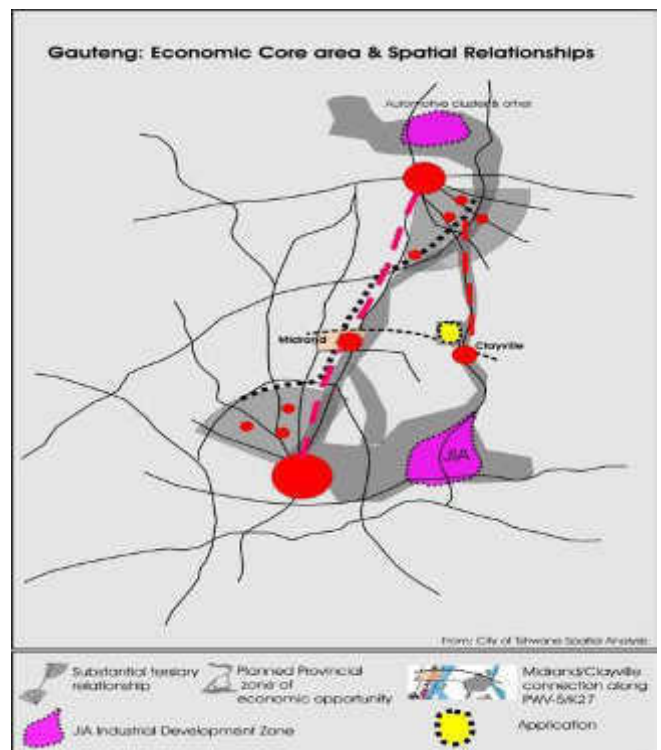 Gauteng: Economic Core area & Spatial Relationships
Automotive cluster & other
Midrand
Clayville
JIA
From: City of Tshwane Spatial Analysis
Substantial tertiary
relationship
Planned Provincial
zone of
economic opportunity
Midrand/Clayville
connection along
PWV-5/K27
JIA Industrial Development Zone
Application